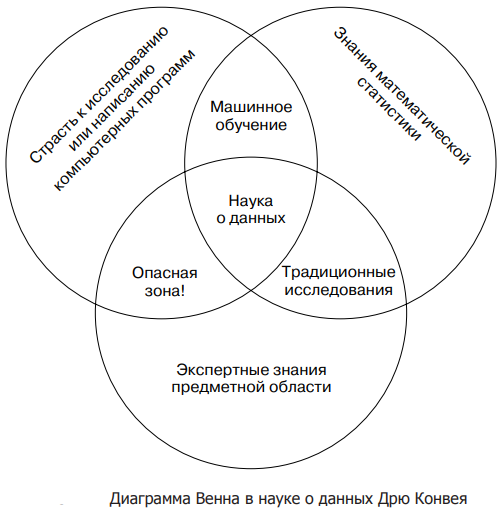 Страсть к исследованию
или написанию
компьютерных программ
Знания математической
статистики
Машинное
обучение
Наука
о данных
Опасная
зона!
Традиционные
исследования
Экспертные знания
предметной области
Диаграмма Венна в науке о данных Дрю Конвея